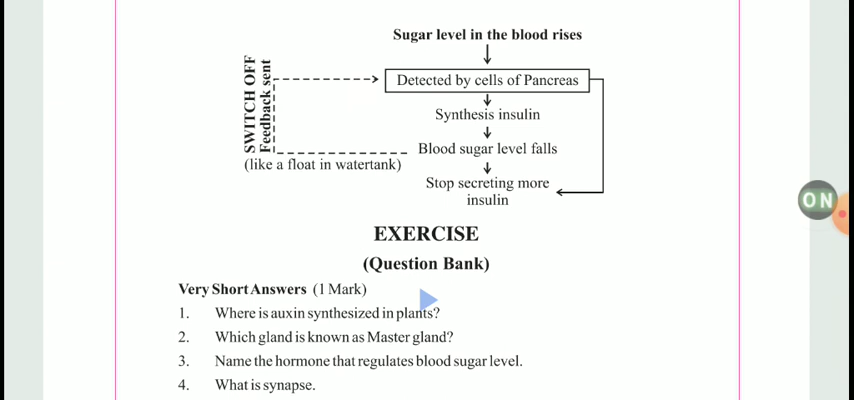 Sugar level in the blood rises
SWITCH OFF
Feedback sent
Detected by cells of Pancreas
Synthesis insulin
Blood sugar level falls
(like a float in watertank)
Stop secreting more
insulin
EXERCISE
(Question Bank)
Very Short Answers (1 Mark)
1. Where is auxin synthesized in plants?
2. Which gland is known as Master gland?
3. Name the hormone that regulates blood sugar level.
4. What is synapse.
ON